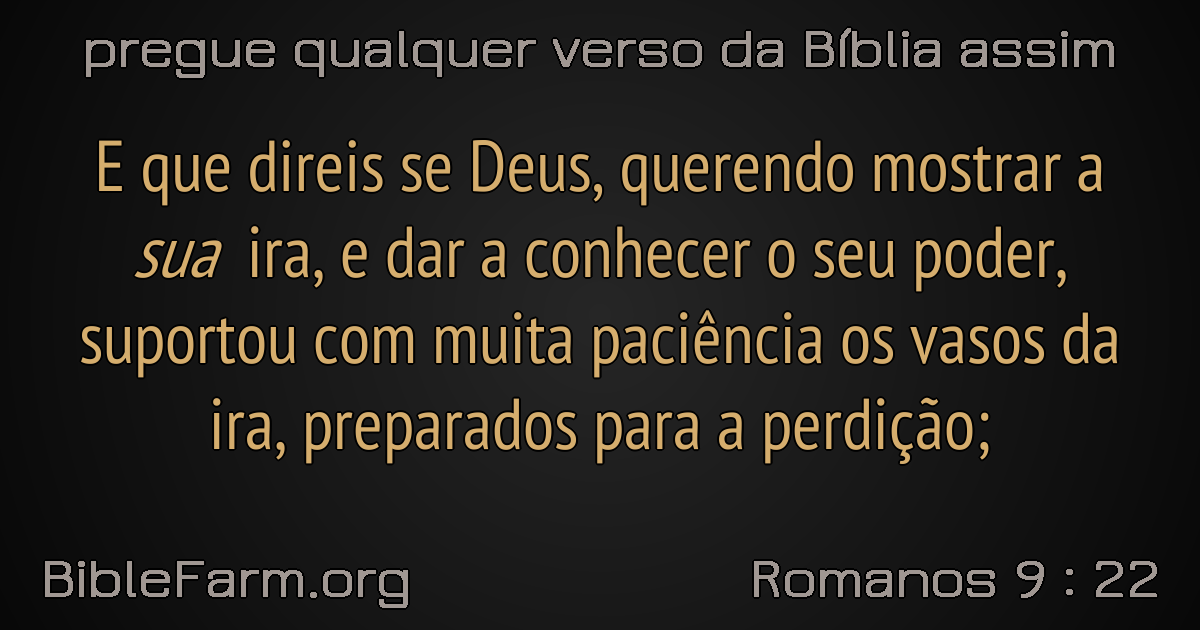 pregue qualquer verso da Bíblia assim
E que direis se Deus, querendo mostrar a
sua ira, e dar a conhecer o seu poder,
suportou com muita paciência os vasos da
ira, preparados para a perdição;
BibleFarm.org
Romanos 9 : 22